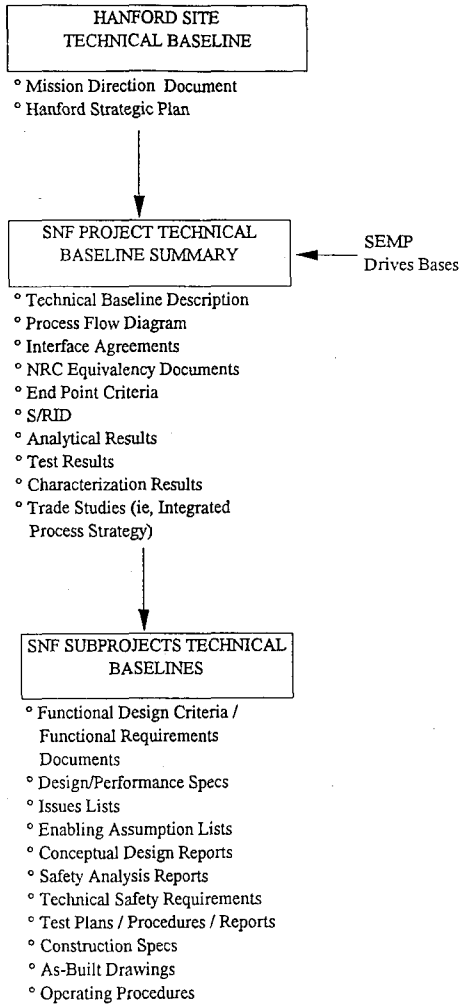 HANFORD SITE
TECHNICAL BASELINE
° Mission Direction Document
° Hanford Strategic Plan
SNF PROJECT TECHNICAL
BASELINE SUMMARY
SEMP
Drives Bases
° Technical Baseline Description
° Process Flow Diagram
° Interface Agreements
° NRC Equivalency Documents
° End Point Criteria
° S/RID
° Analytical Results
° Test Results
° Characterization Results
° Trade Studies (ie, Integrated
Process Strategy)
SNF SUBPROJECTS TECHNICAL
BASELINES
° Functional Design Criteria /
Functional Requirements
Documents
° Design/Performance Specs
° Issues Lists
° Enabling Assumption Lists
° Conceptual Design Reports
° Safety Analysis Reports
° Technical Safety Requirements
° Test Plans / Procedures / Reports
° Construction Specs
° As-Built Drawings
° Operating Procedures